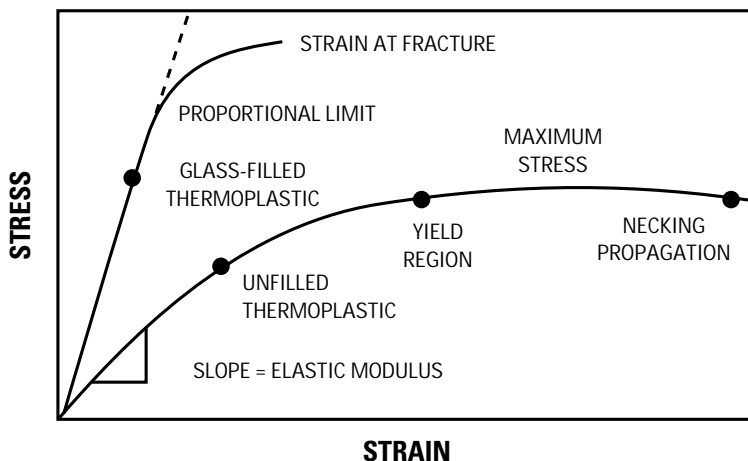 STRAIN AT FRACTURE
PROPORTIONAL LIMIT
MAXIMUM
STRESS
GLASS-FILLED
THERMOPLASTIC
STRESS
YIELD
REGION
NECKING
PROPAGATION
UNFILLED
THERMOPLASTIC
SLOPE = ELASTIC MODULUS
STRAIN